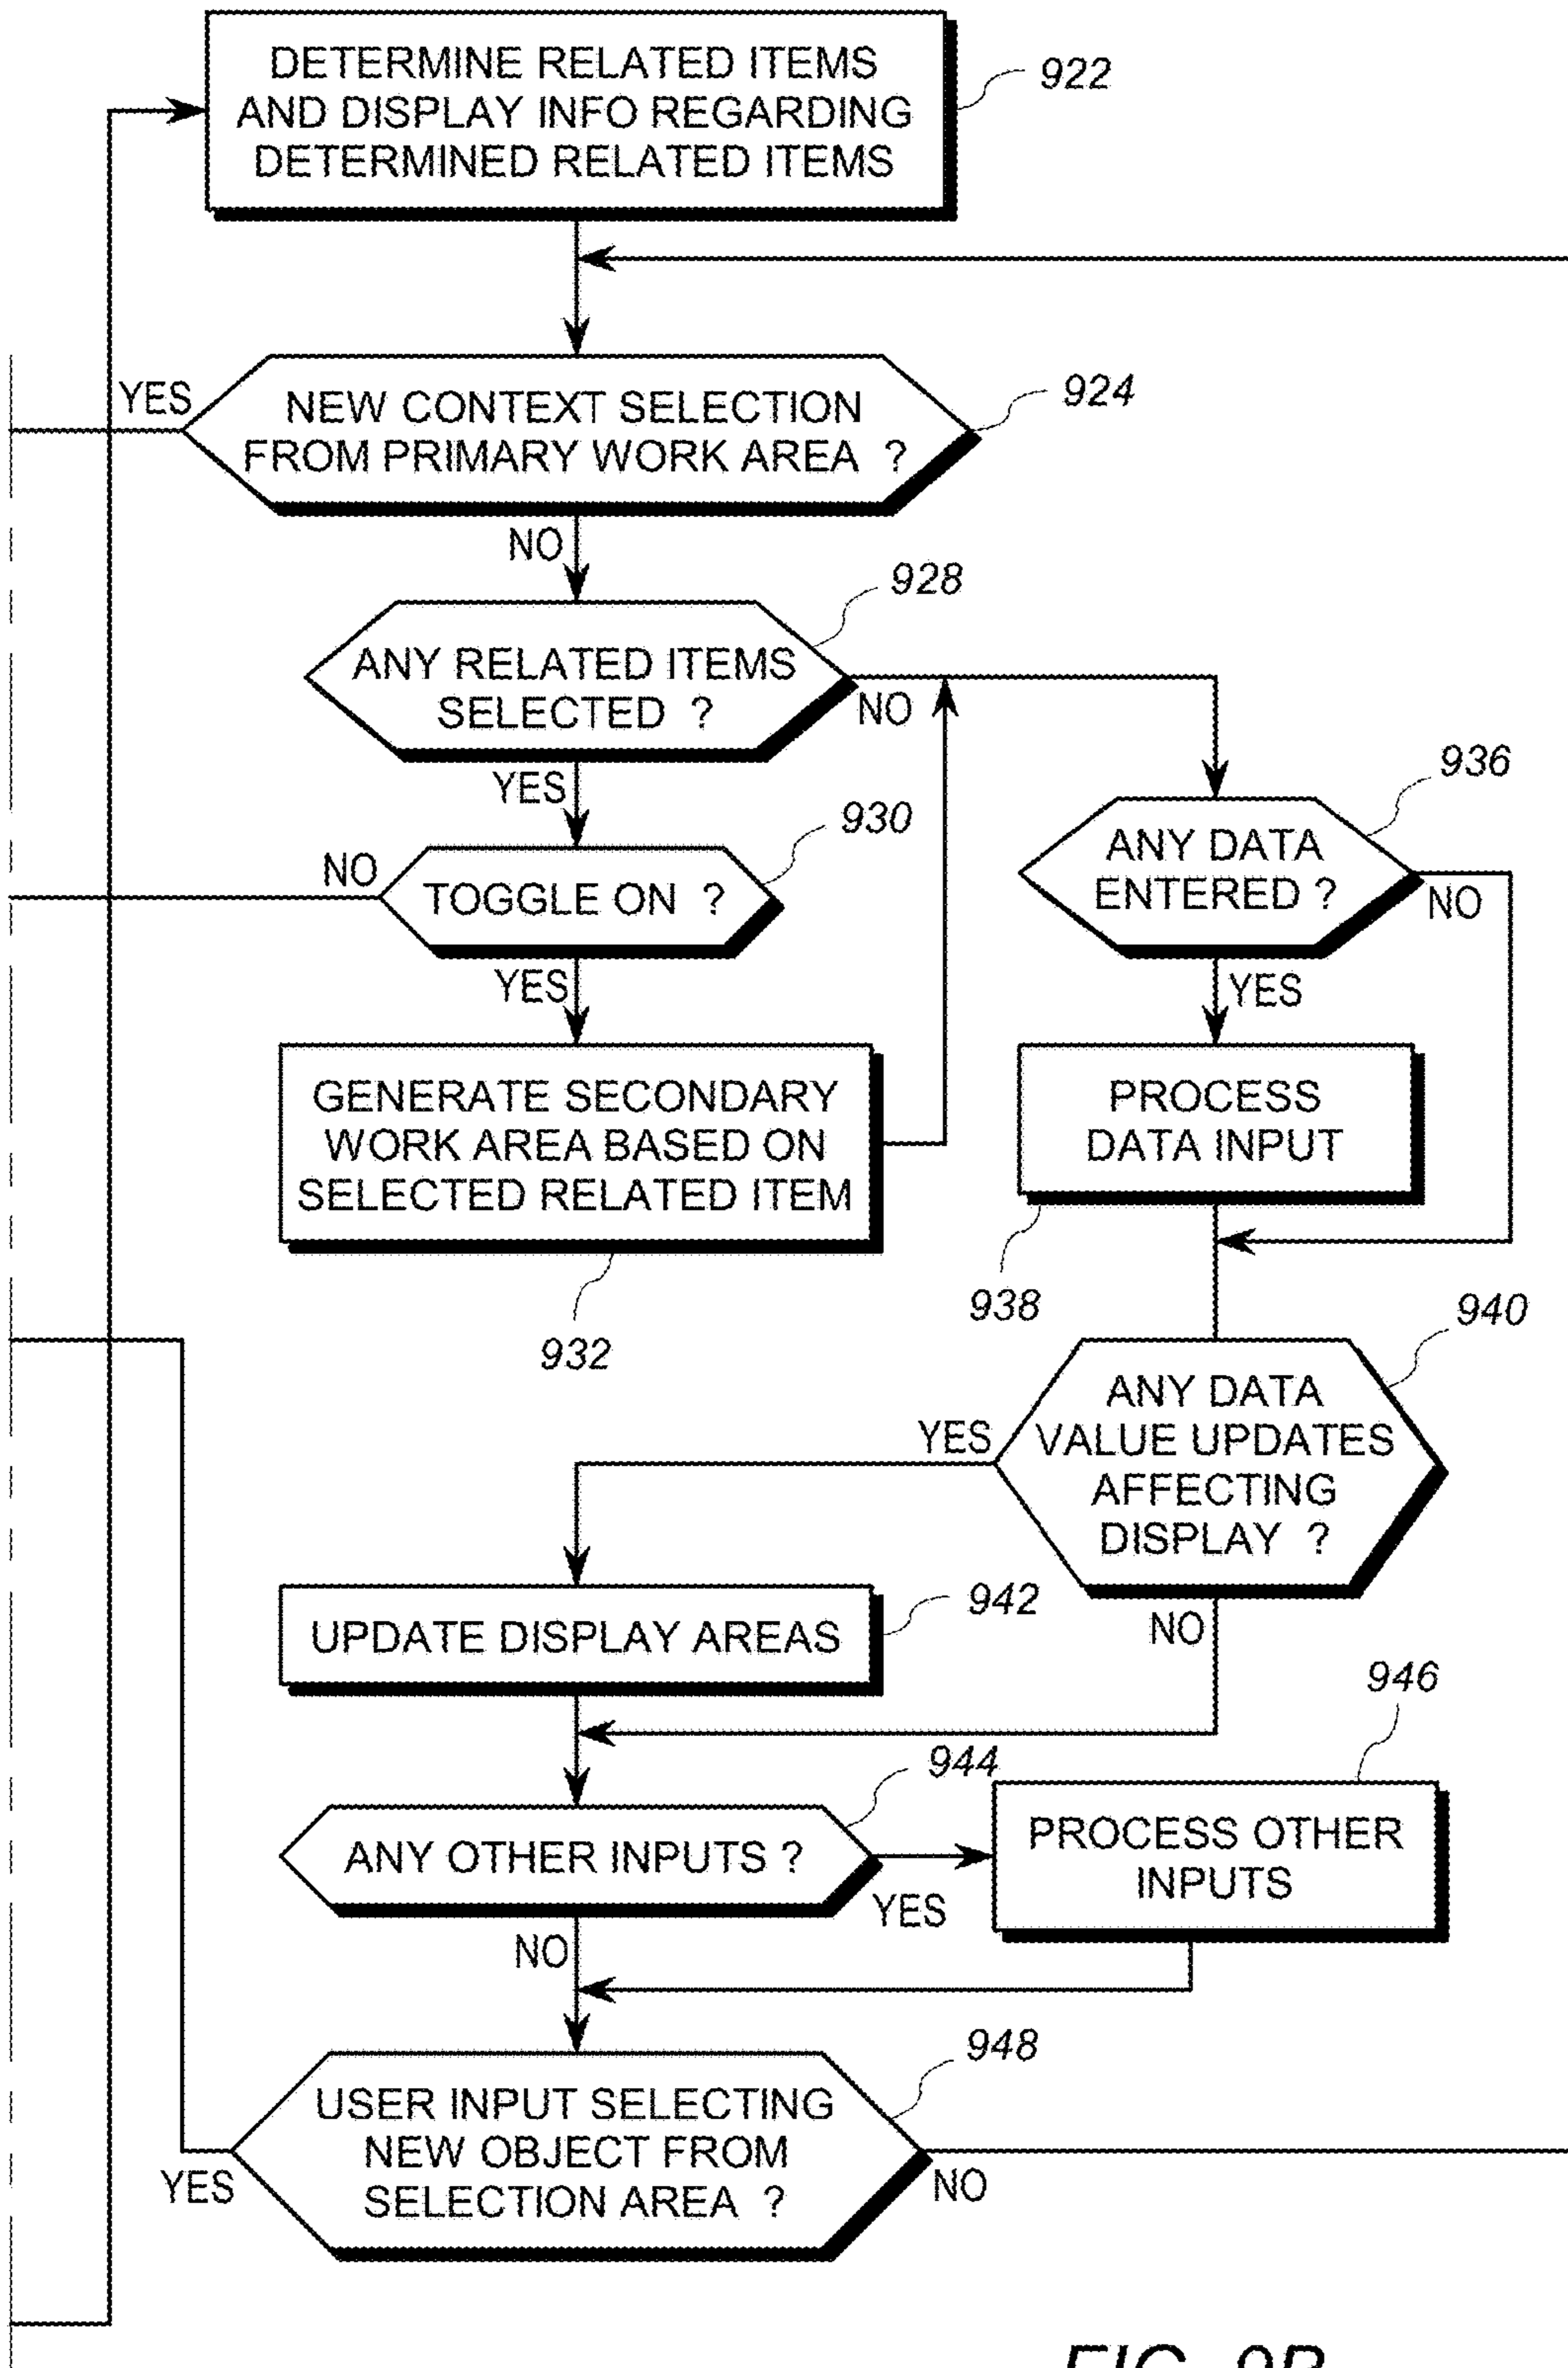 DETERMINE RELATED ITEMS
AND DISPLAY INFO REGARDING
DETERMINED RELATED ITEMS
922
YES
NEW CONTEXT SELECTION
FROM PRIMARY WORK AREA ?
924
NO
928
ANY RELATED ITEMS
SELECTED ?
NO
YES
930
936
NO
TOGGLE ON ?
ANY DATA
ENTERED ?
NO
YES
YES
GENERATE SECONDARY
WORK AREA BASED ON
SELECTED RELATED ITEM
PROCESS
DATA INPUT
932
938
940
ANY DATA
VALUE UPDATES
AFFECTING
DISPLAY ?
YES
NO
UPDATE DISPLAY AREAS
942
946
944
ANY OTHER INPUTS ?
YES
PROCESS OTHER
INPUTS
NO
948
USER INPUT SELECTING
NEW OBJECT FROM
SELECTION AREA ?
YES
NO
FIG. 9B